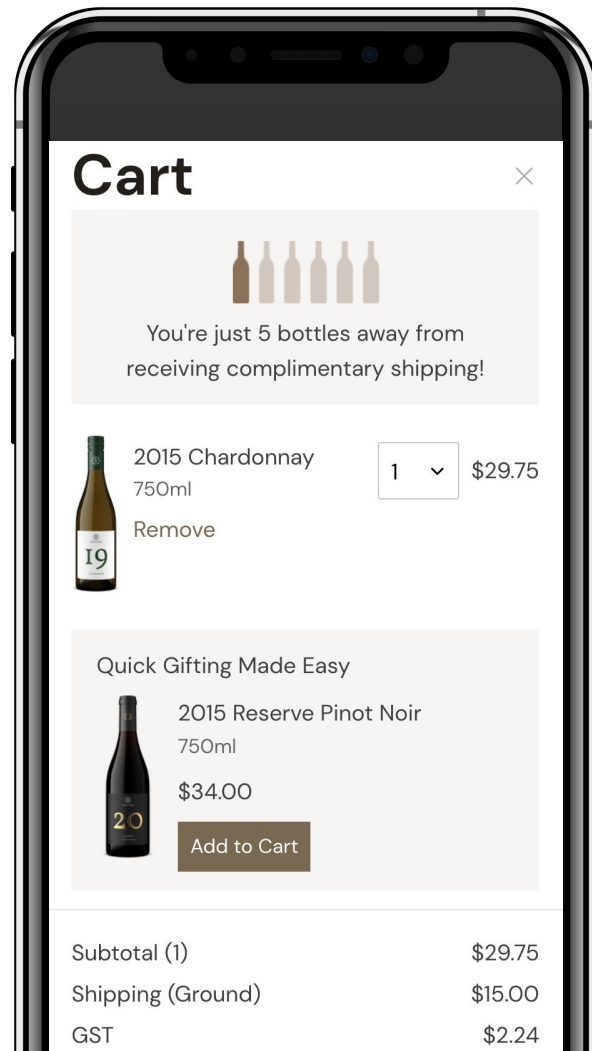 Cart
You're just 5 bottles away from
receiving complimentary shipping!
2015 Chardonnay
1
$29.75
750ml
Remove
19
Quick Gifting Made Easy
2015 Reserve Pinot Noir
750ml
$34.00
20
Add to Cart
Subtotal (1) $29.75
Shipping (Ground) $15.00
GST $2.24